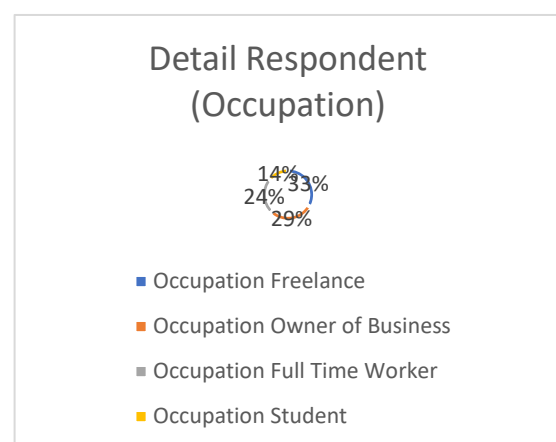 Detail Respondent
(Occupation)
14%
33%
24%
29%
Occupation Freelance
Occupation Owner of Business
Occupation Full Time Worker
Occupation Student